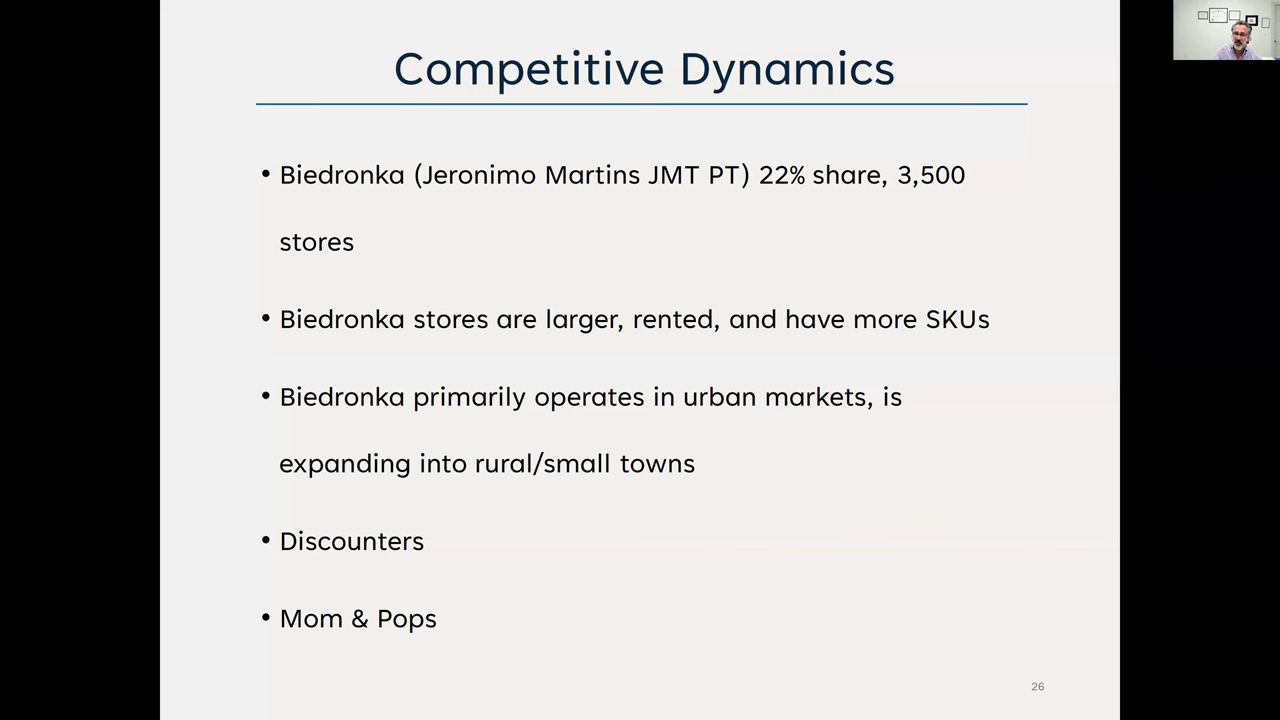 Competitive Dynamics
• Biedronka (Jeronimo Martins JMT PT) 22% share, 3,500
stores
• Biedronka stores are larger, rented, and have more SKUs
• Biedronka primarily operates in urban markets, is
expanding into rural/small towns
• Discounters
• Mom & Pops
26